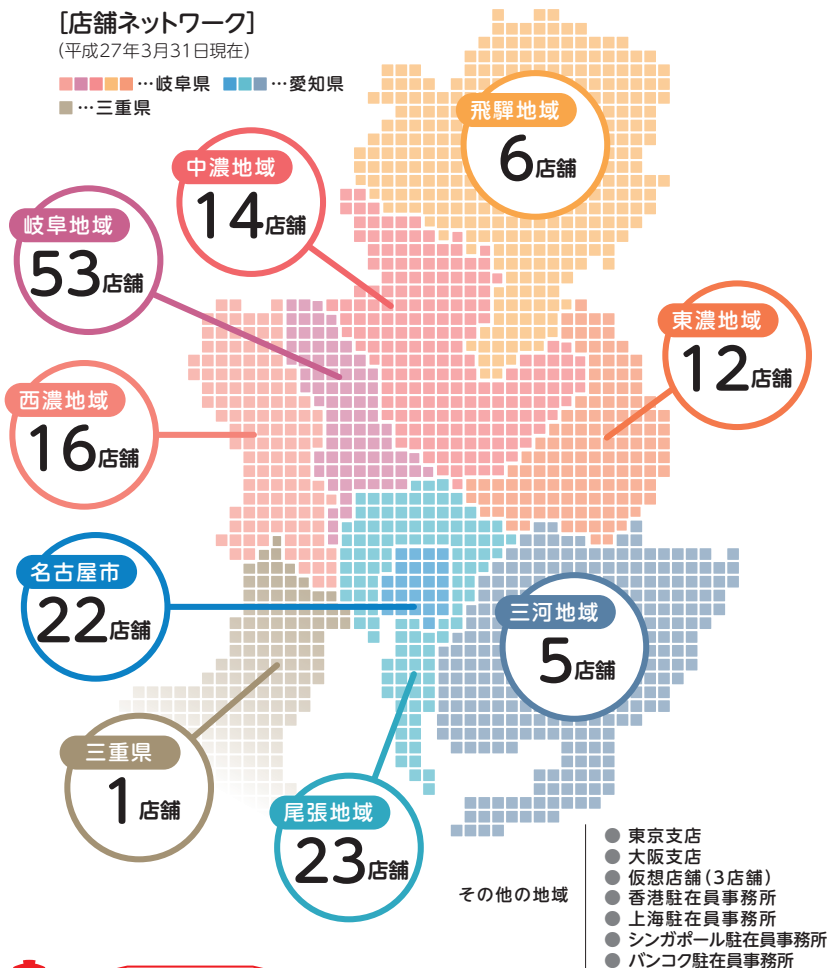 [店舗ネットワーク]
(平成27年3月31日現在)
…岐阜県 …愛知県
…三重県
飛驒地域
6店舗
中濃地域
14店舗
岐阜地域
53店舗
東濃地域
12店舗
西濃地域
16店舗
名古屋市
22店舗
三河地域
5店舗
三重県
1店舗
尾張地域
23店舗
その他の地域
● 東京支店
● 大阪支店
● 仮想店舗(3店舗)
● 香港駐在員事務所
● 上海駐在員事務所
● シンガポール駐在員事務所
● バンコク駐在員事務所